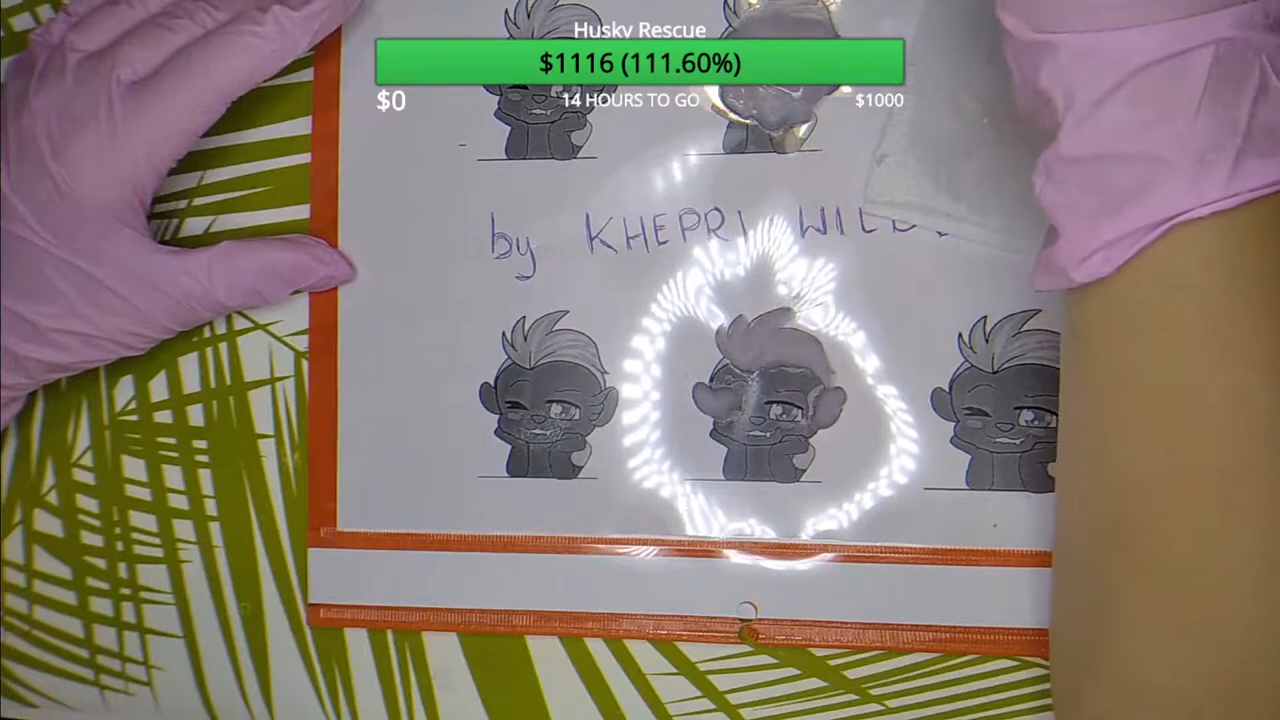 Husky Rescue
$1116 (111.60%)
$0 14 HOURS TO GO $1000
by KHEPRI